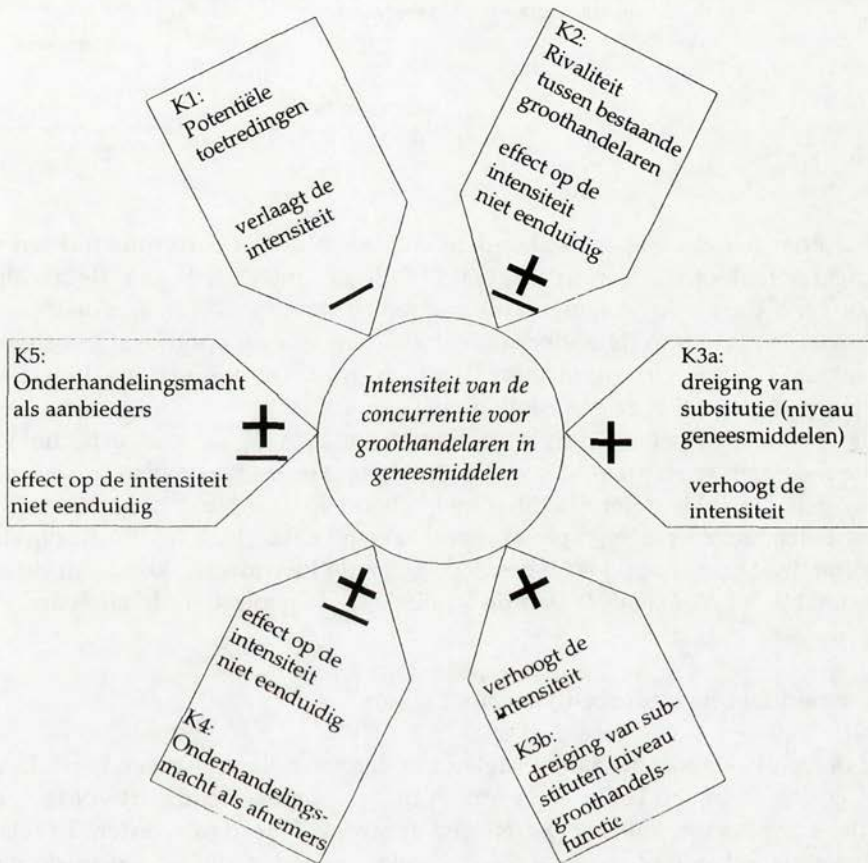 K1:
Potentiële
toetredingen
verlaagt de
intensiteit
−
K2:
Rivaliteit
tussen bestaande
groothandelaren
effect op de
intensiteit
niet eenduidig
±
K5:
Onderhandelingsmacht
als aanbieders
effect op de intensiteit
niet eenduidig
±
Intensiteit van de
concurrentie voor
groothandelaren in
geneesmiddelen
K3a:
dreiging van
subsitutie (niveau
geneesmiddelen)
verhoogt de
intensiteit
+
±
effect op de
intensiteit
niet eenduidig
K4:
Onderhandelings-
macht als afnemers
+
verhoogt de
intensiteit
K3b:
dreiging van sub-
stituten (niveau
groothandels-
functie